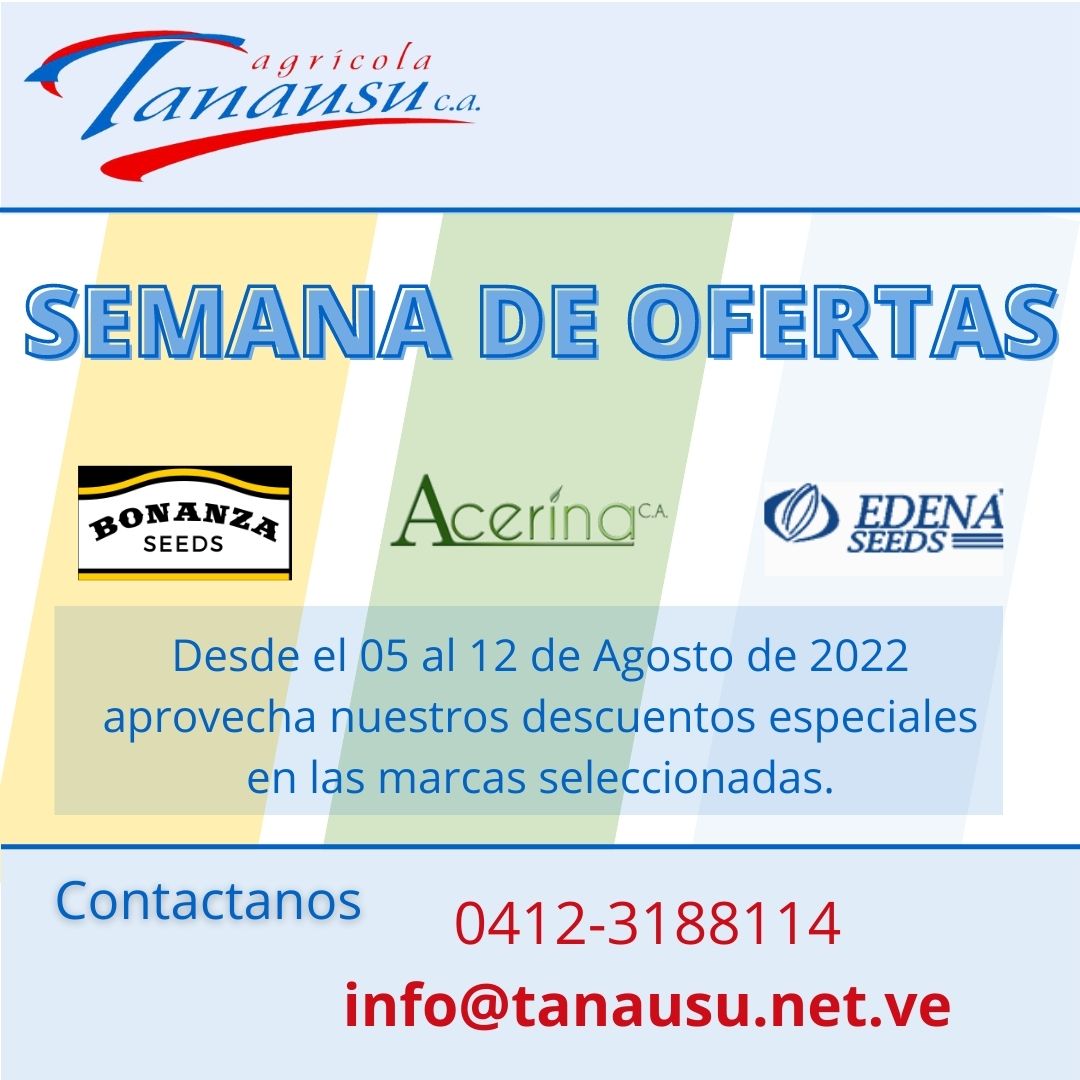 agrícola
Tanausu c.a.
SEMANA DE OFERTAS
BONANZA
SEEDS
Acerina C.A.
EDENA
SEEDS
Desde el 05 al 12 de Agosto de 2022
aprovecha nuestros descuentos especiales
en las marcas seleccionadas.
Contactanos
0412-3188114
info@tanausu.net.ve